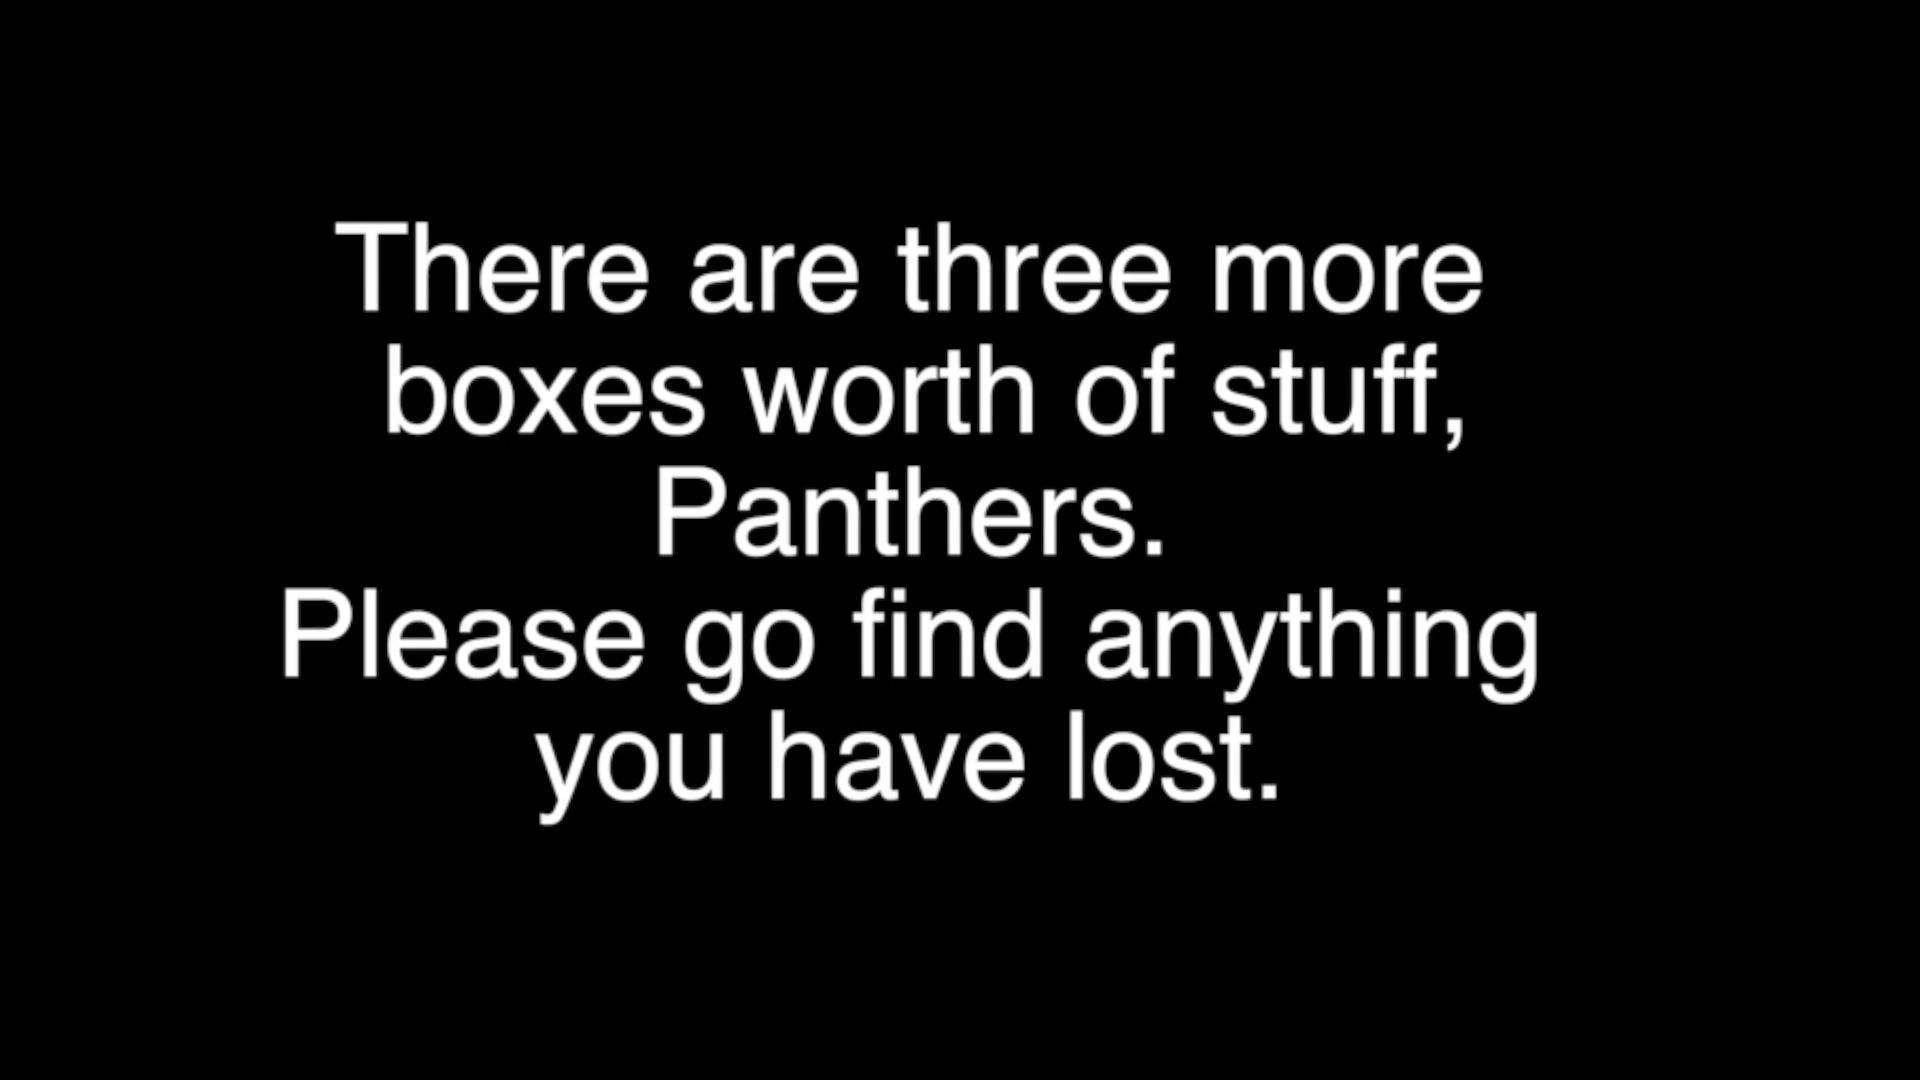 There are three more
boxes worth of stuff,
Panthers.
Please go find anything
you have lost.